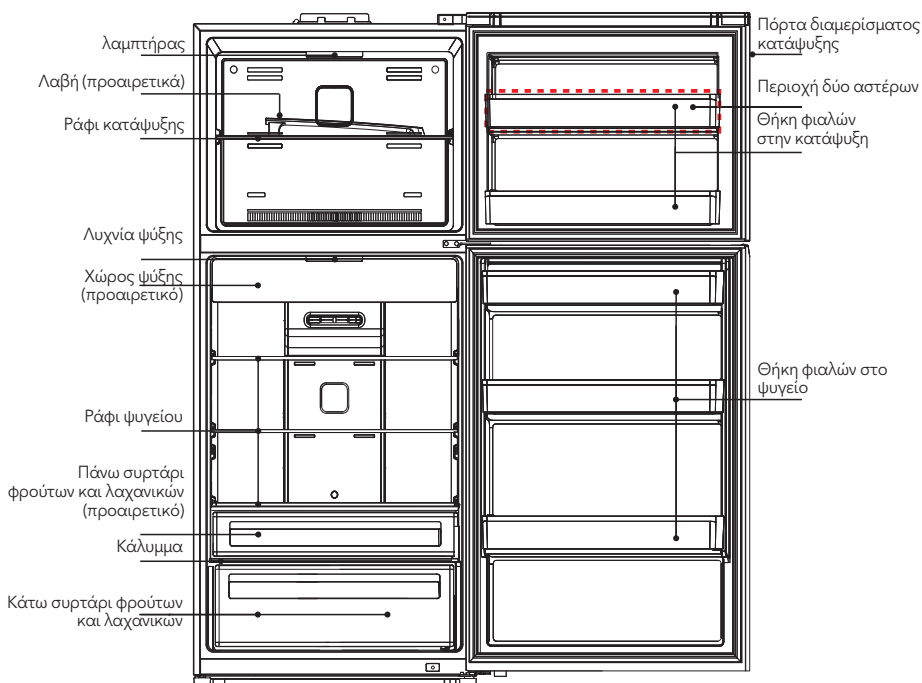 λαμπτήρας
Λαβή (προαιρετικά)
Ράφι κατάψυξης
Λυχνία ψύξης
Χώρος ψύξης
(προαιρετικό)
Ράφι ψυγείου
Πάνω συρτάρι
φρούτων και λαχανικών
(προαιρετικό)
Κάλυμμα
Κάτω συρτάρι φρούτων
και λαχανικών
Πόρτα διαμερίσματος
κατάψυξης
Περιοχή δύο αστέρων
Θήκη φιαλών
στην κατάψυξη
Θήκη φιαλών στο
ψυγείο